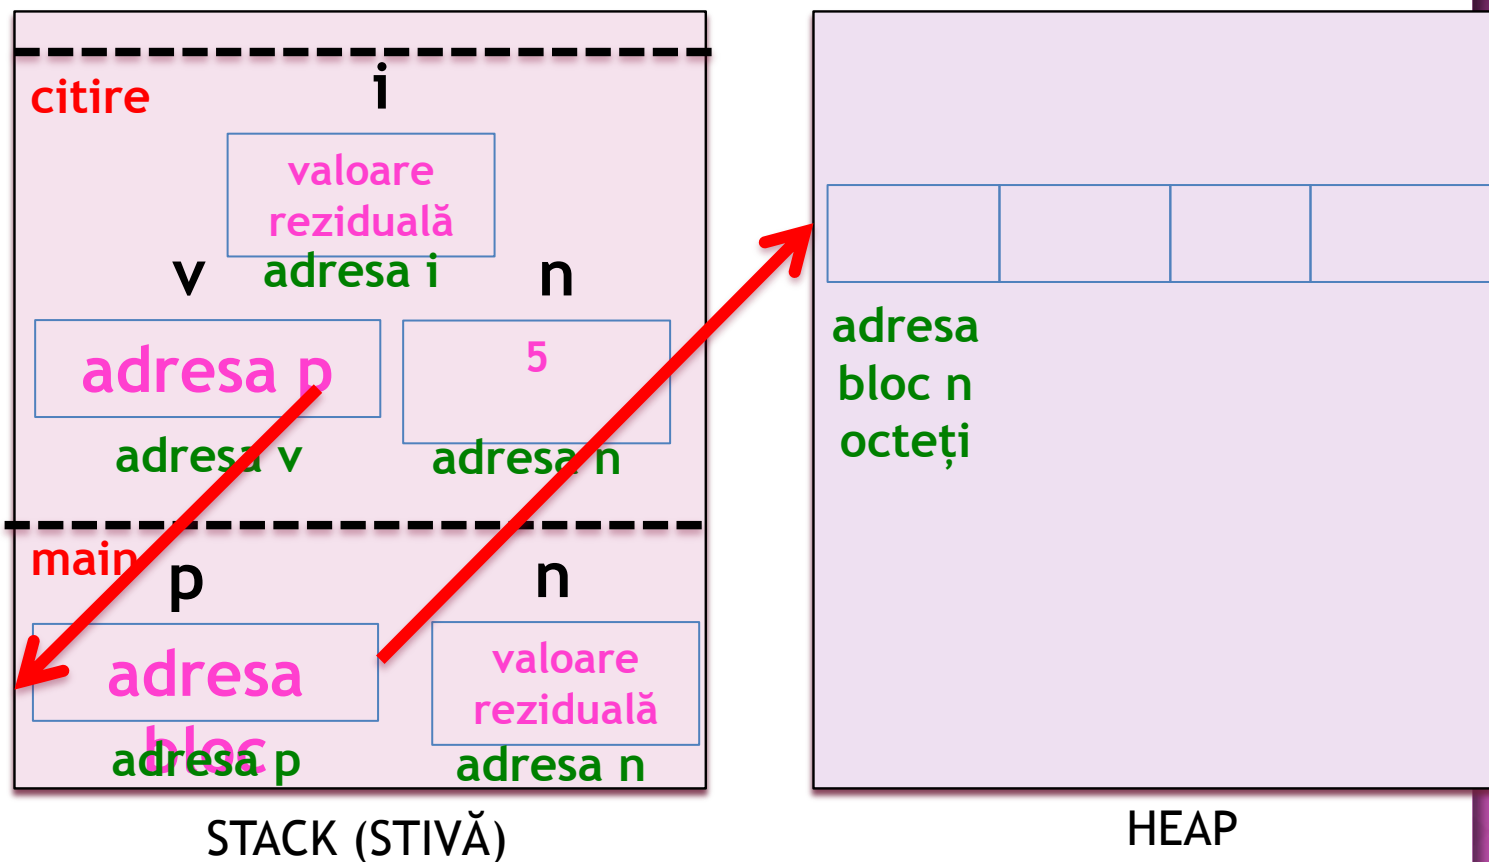 citire
i
valoare
reziduală
adresa i
v
n
adresa p
5
adresa v
adresa n
main
p
n
adresa
bloc
adresa p
valoare
reziduală
adresa n
STACK (STIVĂ)
adresa
bloc n
octeți
HEAP